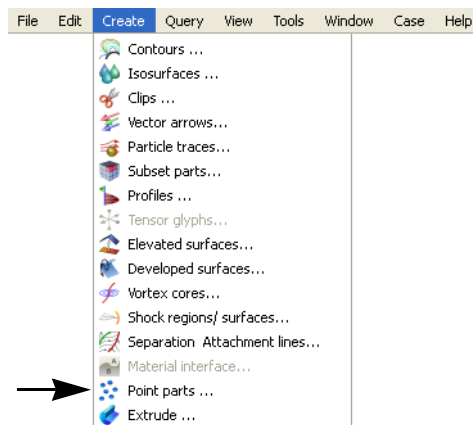 File Edit Create Query View Tools Window Case Help
Contours ...
Isosurfaces ...
Clips ...
Vector arrows...
Particle traces...
Subset parts...
Profiles ...
Tensor glyphs...
Elevated surfaces...
Developed surfaces...
Vortex cores...
Shock regions/ surfaces...
Separation Attachment lines...
Material interface...
Point parts ...
Extrude ...